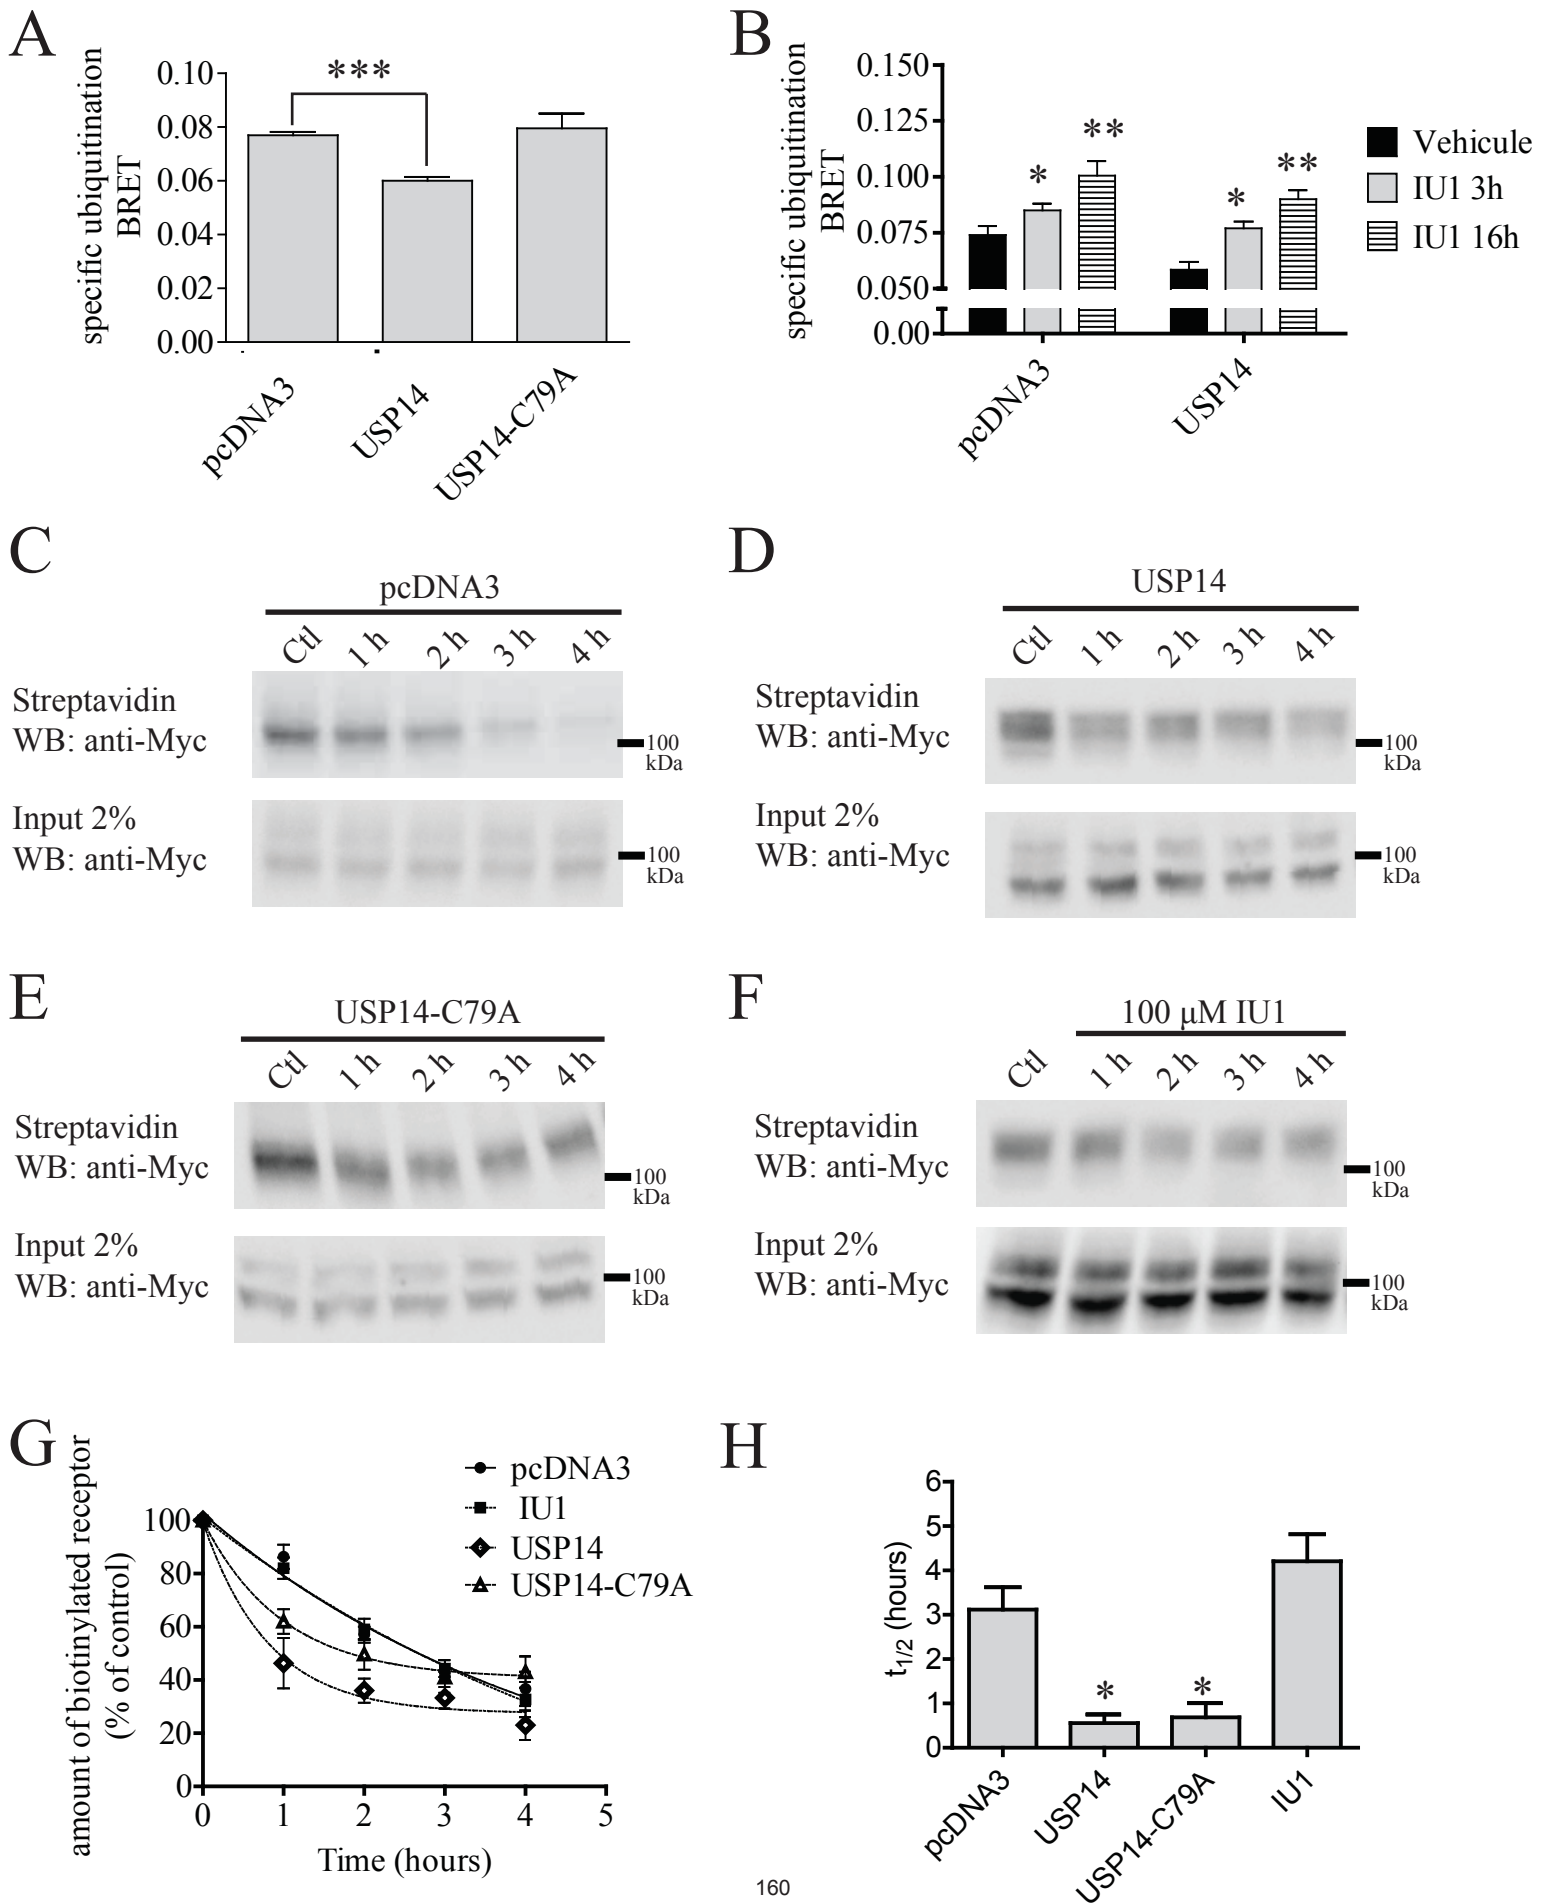 A
specific ubiquitination
BRET
0.10
0.08
0.06
0.04
0.02
0.00
***
pcDNA3
USP14
USP14-C79A
B
specific ubiquitination
BRET
0.150
0.125
0.100
0.075
0.050
0.00
*
**
*
**
pcDNA3
USP14
Vehicule
IU1 3h
IU1 16h
C
pcDNA3
Ctl 1 h 2 h 3 h 4 h
Streptavidin
WB: anti-Myc
100
kDa
Input 2%
WB: anti-Myc
100
kDa
D
USP14
Ctl 1 h 2 h 3 h 4 h
Streptavidin
WB: anti-Myc
100
kDa
Input 2%
WB: anti-Myc
100
kDa
E
USP14-C79A
Ctl 1 h 2 h 3 h 4 h
Streptavidin
WB: anti-Myc
100
kDa
Input 2%
WB: anti-Myc
100
kDa
F
100 µM IU1
Ctl 1 h 2 h 3 h 4 h
Streptavidin
WB: anti-Myc
100
kDa
Input 2%
WB: anti-Myc
100
kDa
G
amount of biotinylated receptor
(% of control)
100
80
60
40
20
0
0 1 2 3 4 5
Time (hours)
pcDNA3
IU1
USP14
USP14-C79A
H
t1/2 (hours)
6
5
4
3
2
1
0
*
*
pcDNA3
USP14
USP14-C79A
IU1
160